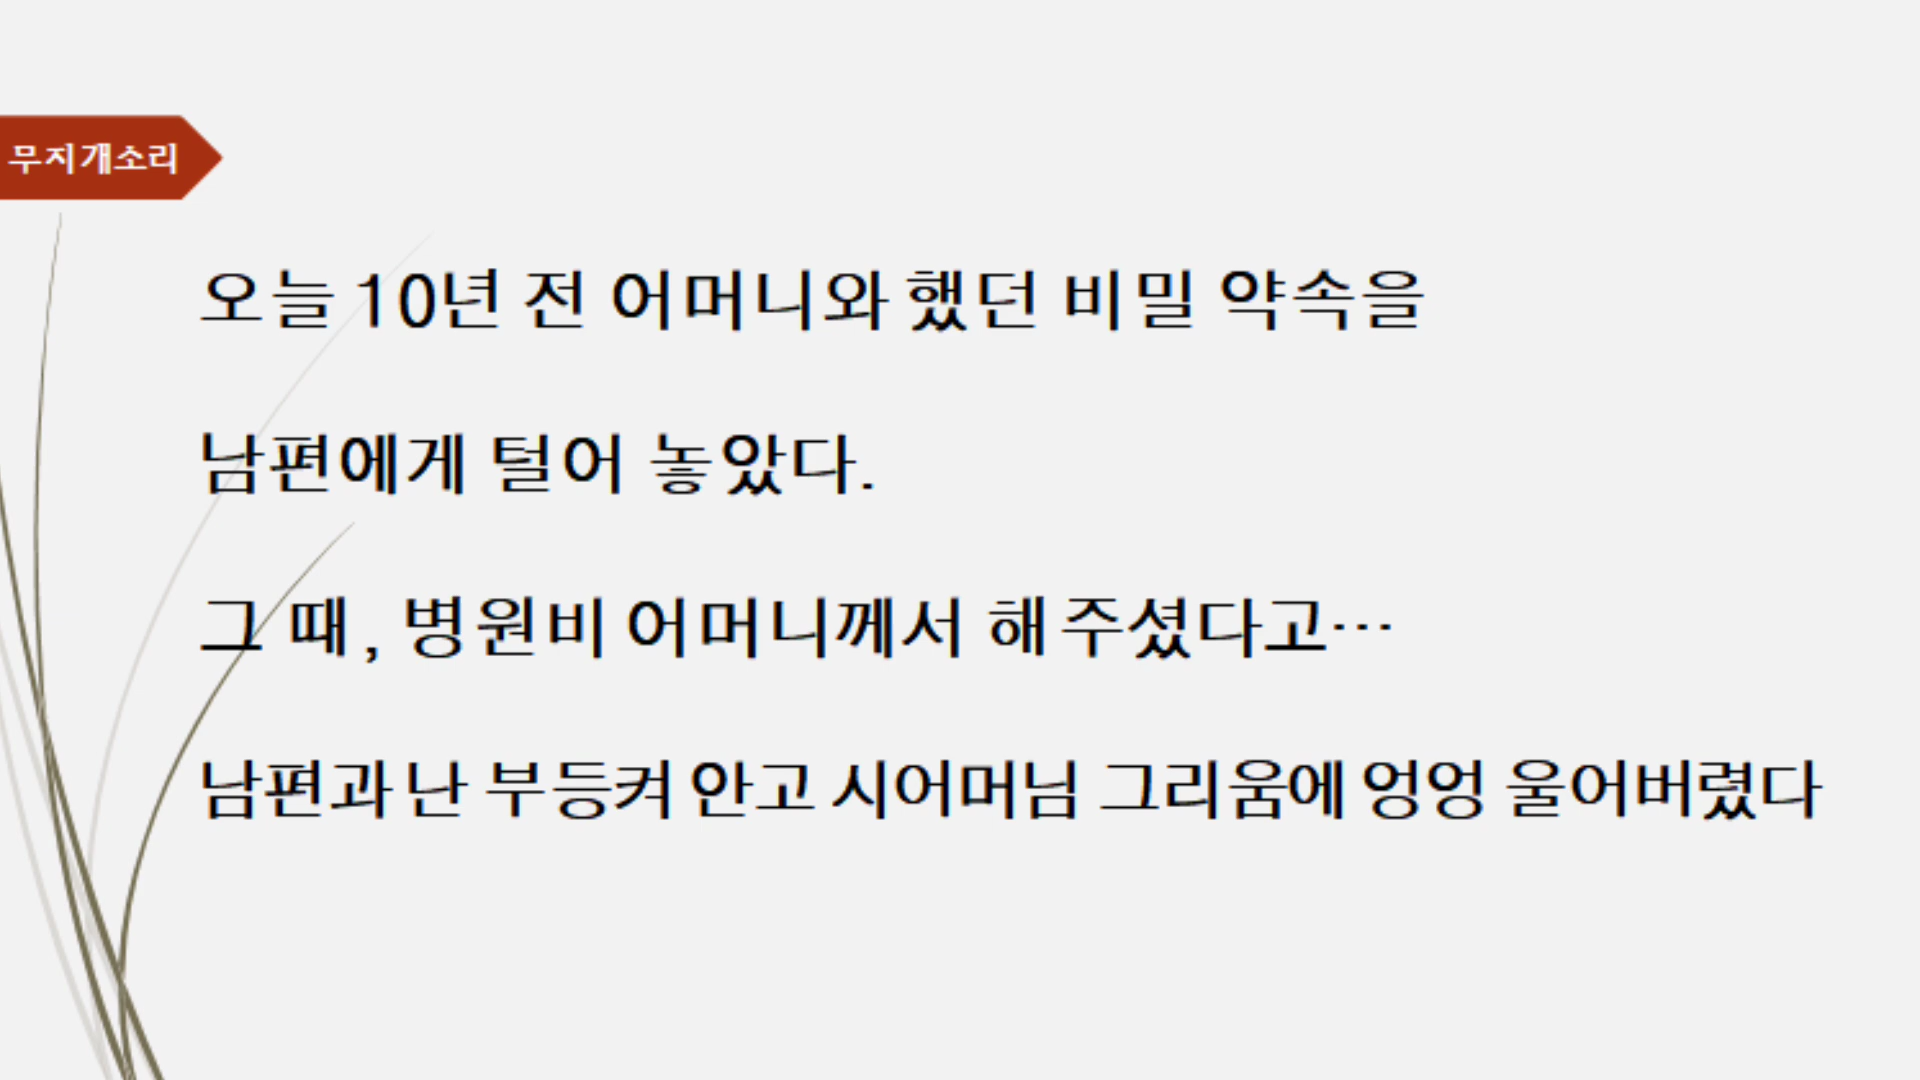 무지개소리
오늘 10년 전 어머니와 했던 비밀 약속을
남편에게 털어 놓았다.
그 때, 병원비 어머니께서 해주셨다고…
남편과 난 부등켜 안고 시어머님 그리움에 엉엉 울어버렸다